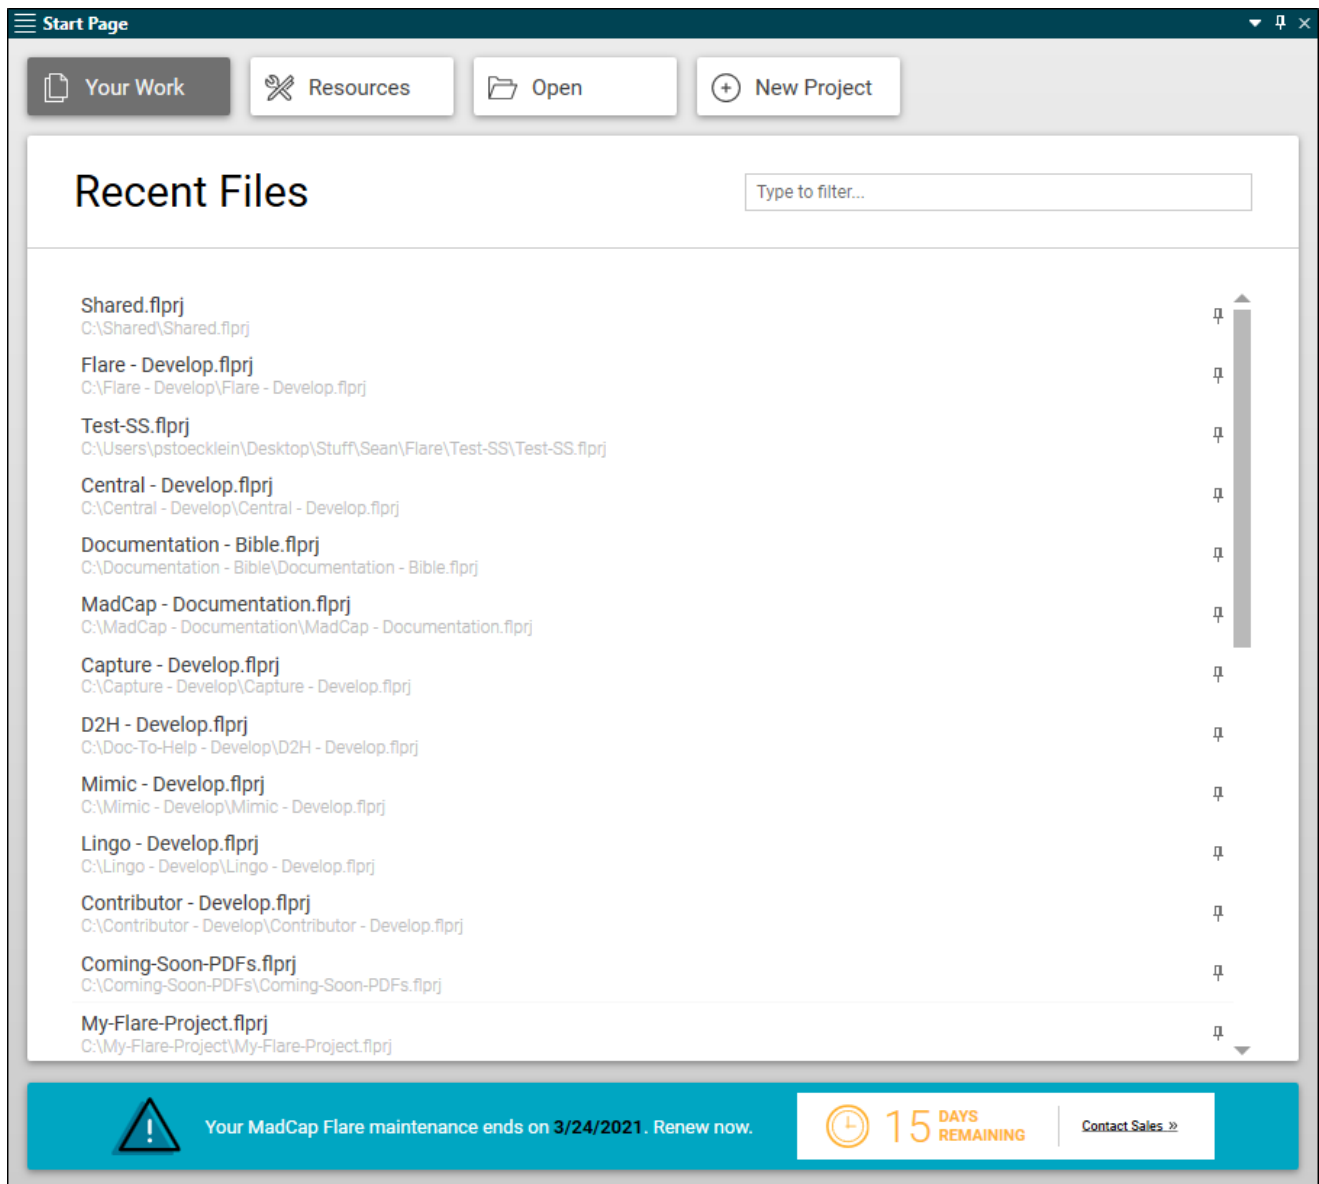 Start Page
Your Work
Resources
Open
New Project
Recent Files
Type to filter...
Shared.flprj
C:\Shared\Shared.flprj
Flare - Develop.flprj
C:\Flare - Develop\Flare - Develop.flprj
Test-SS.flprj
C:\Users\pstoecklein\Desktop\Stuff\Sean\Flare\Test-SS\Test-SS.flprj
Central - Develop.flprj
C:\Central - Develop\Central - Develop.flprj
Documentation - Bible.flprj
C:\Documentation - Bible\Documentation - Bible.flprj
MadCap - Documentation.flprj
C:\MadCap - Documentation\MadCap - Documentation.flprj
Capture - Develop.flprj
C:\Capture - Develop\Capture - Develop.flprj
D2H - Develop.flprj
C:\Doc-To-Help - Develop\D2H - Develop.flprj
Mimic - Develop.flprj
C:\Mimic - Develop\Mimic - Develop.flprj
Lingo - Develop.flprj
C:\Lingo - Develop\Lingo - Develop.flprj
Contributor - Develop.flprj
C:\Contributor - Develop\Contributor - Develop.flprj
Coming-Soon-PDFs.flprj
C:\Coming-Soon-PDFs\Coming-Soon-PDFs.flprj
My-Flare-Project.flprj
C:\My-Flare-Project\My-Flare-Project.flprj
Your MadCap Flare maintenance ends on 3/24/2021. Renew now.
15 DAYS REMAINING
Contact Sales »